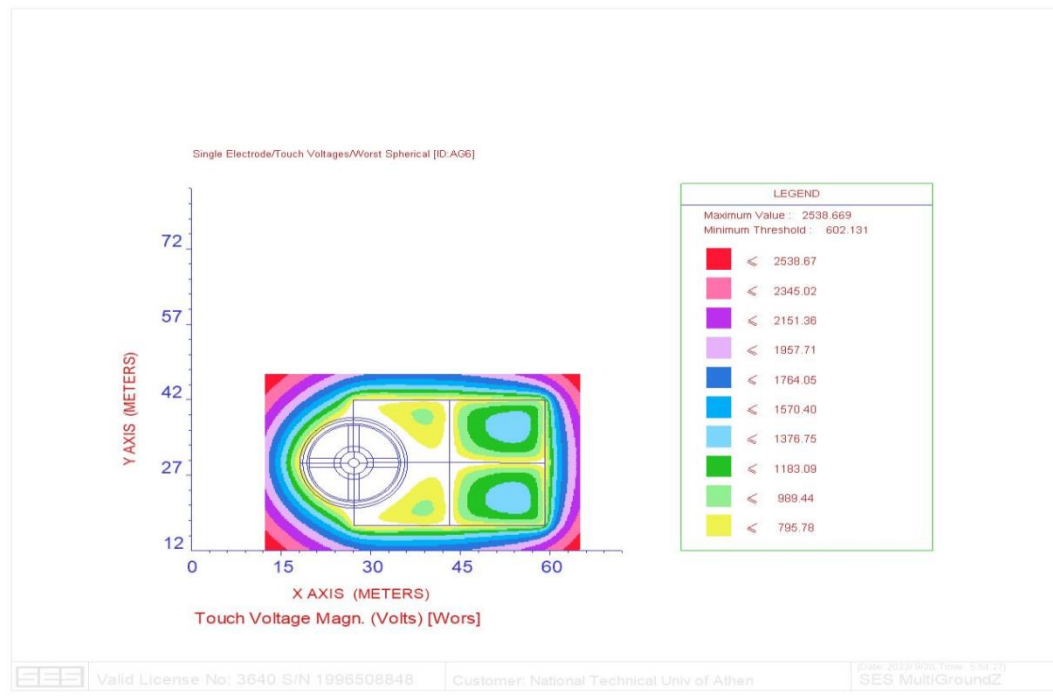 Single Electrode/Touch Voltages/Worst Spherical [ID:AG6]
LEGEND
Maximum Value : 2538.669
Minimum Threshold : 602.131
⩽ 2538.67
⩽ 2345.02
⩽ 2151.36
⩽ 1957.71
⩽ 1764.05
⩽ 1570.40
⩽ 1376.75
⩽ 1183.09
⩽ 989.44
⩽ 795.78
72
57
42
27
12
Y AXIS (METERS)
0 15 30 45 60
X AXIS (METERS)
Touch Voltage Magn. (Volts) [Wors]
SES Valid License No: 3640 S/N 1996508848 Customer: National Technical Univ of Athen
SES MultiGroundZ